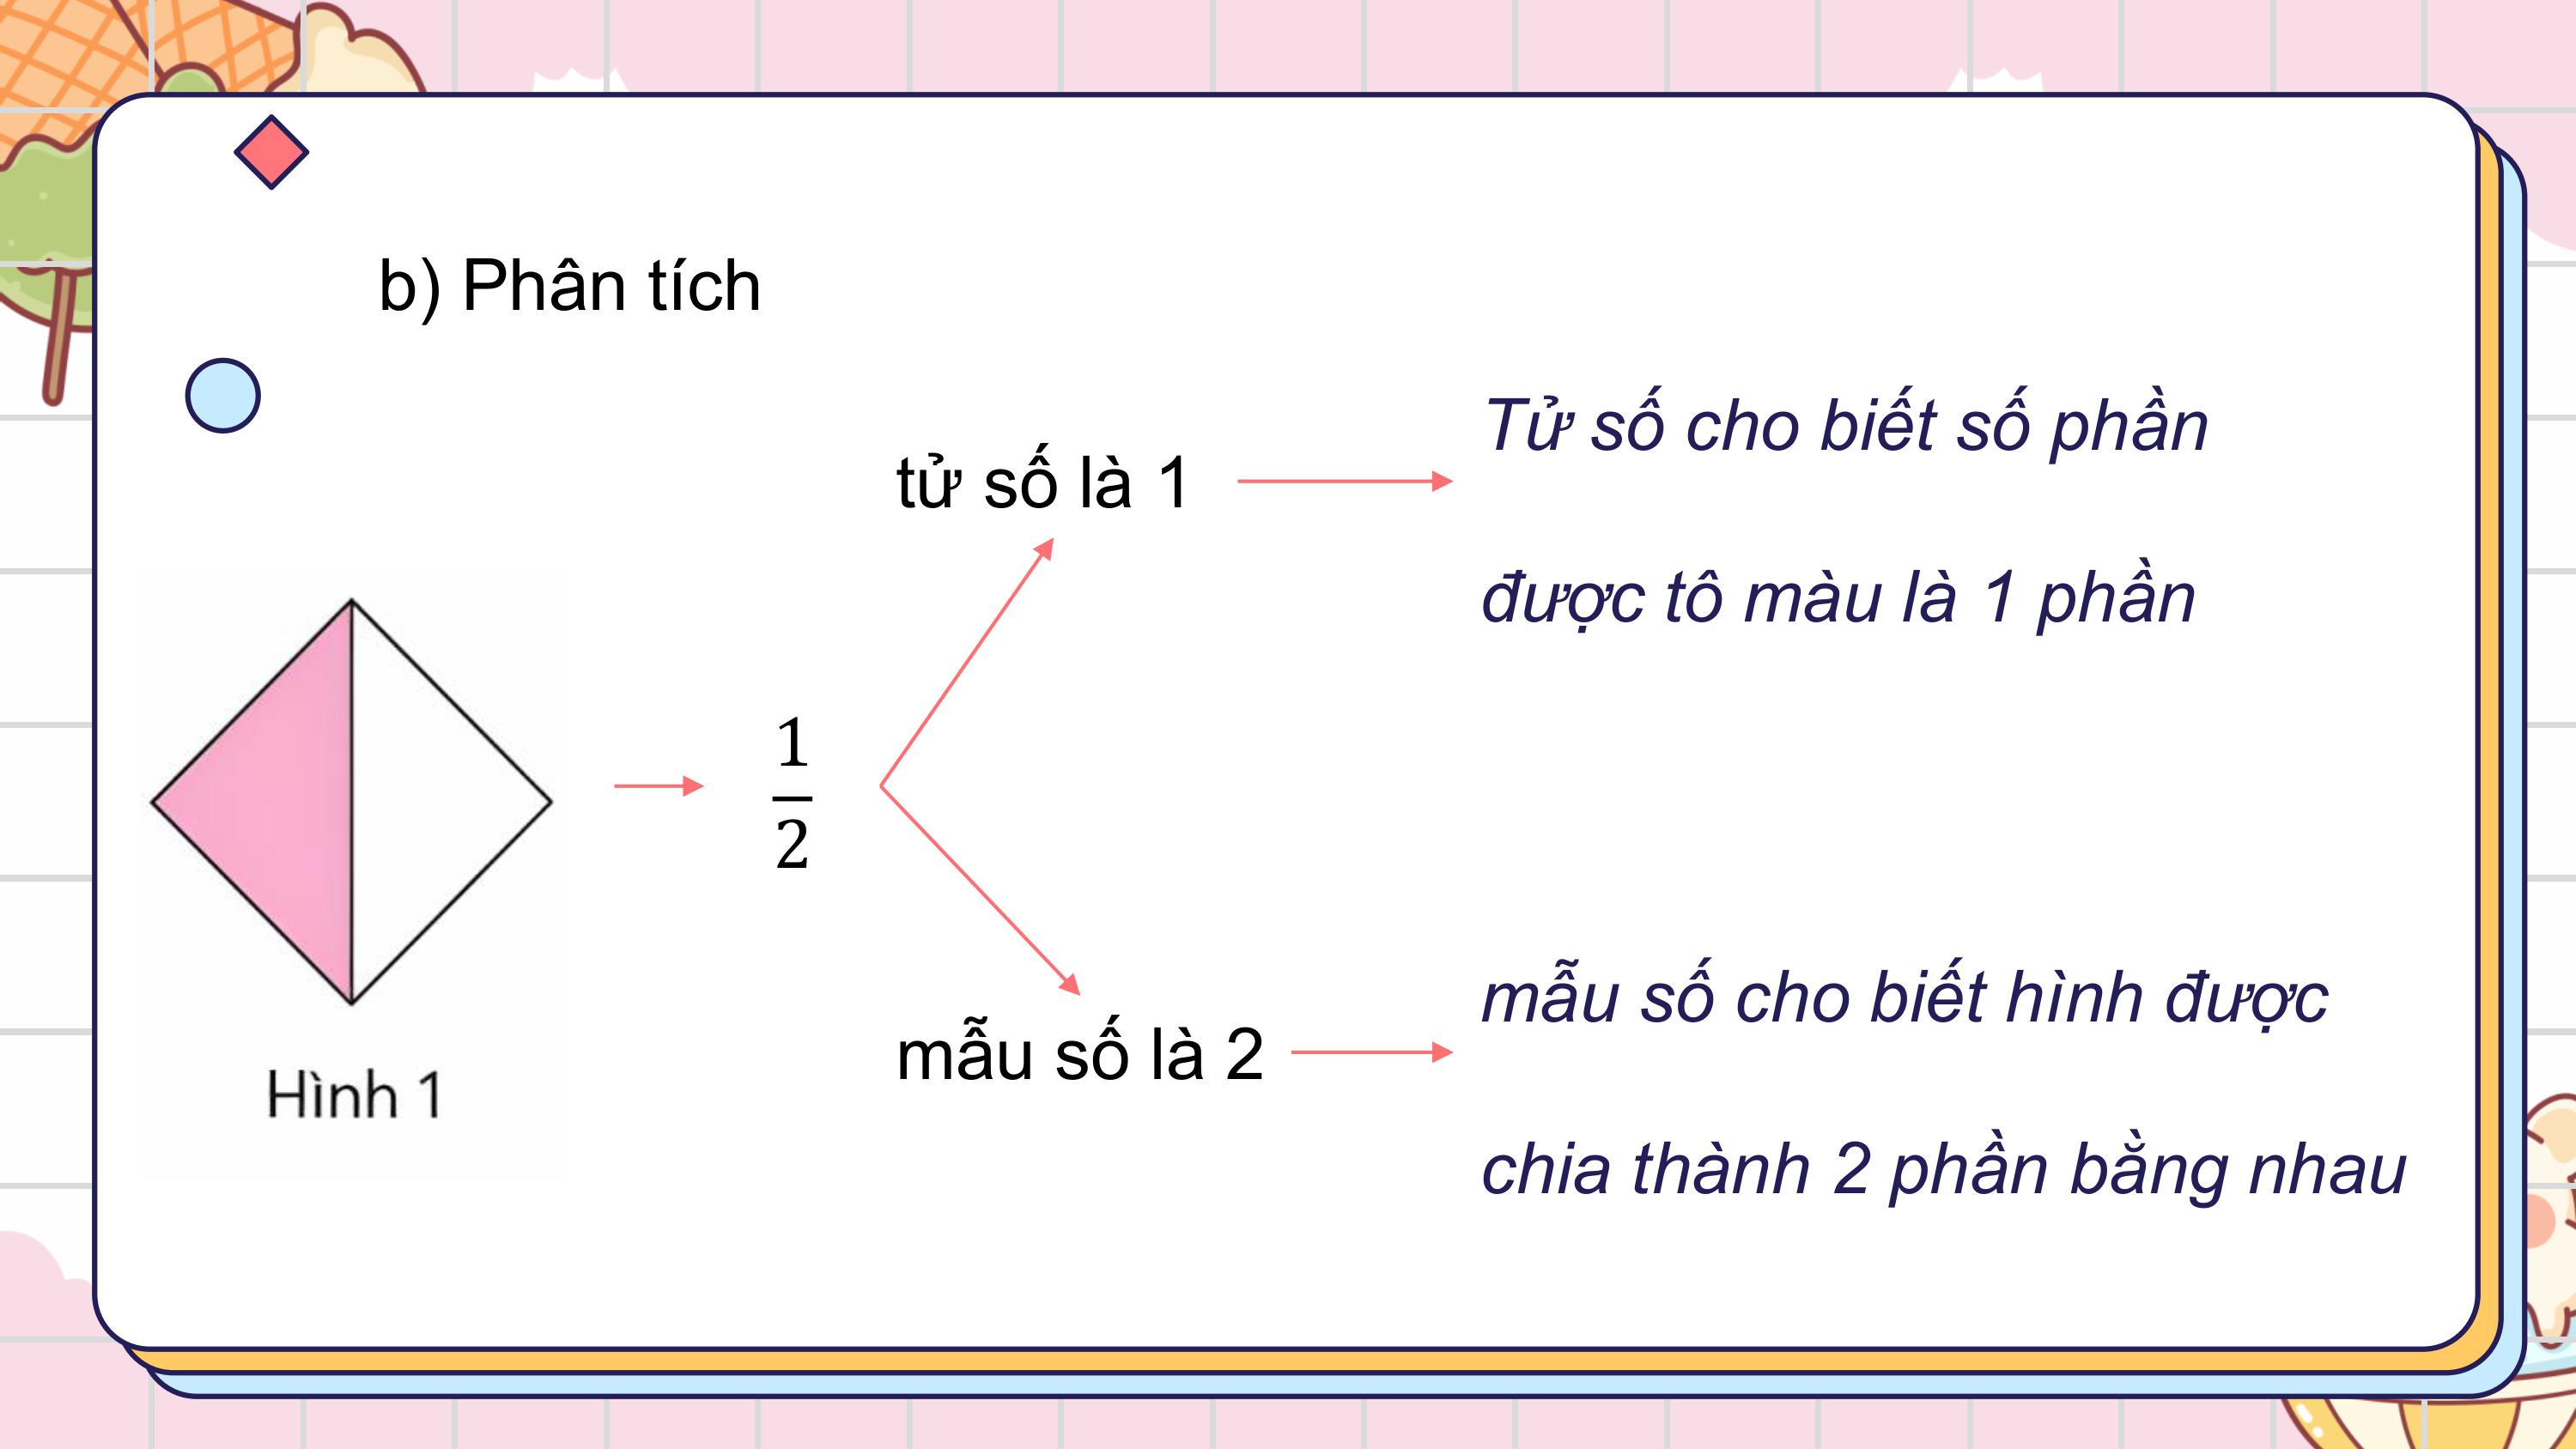 b) Phân tích
Tử số cho biết số phần
tử số là 1
được tô màu là 1 phần
1
2
mẫu số cho biết hình được
mẫu số là 2
chia thành 2 phần bằng nhau
Hình 1